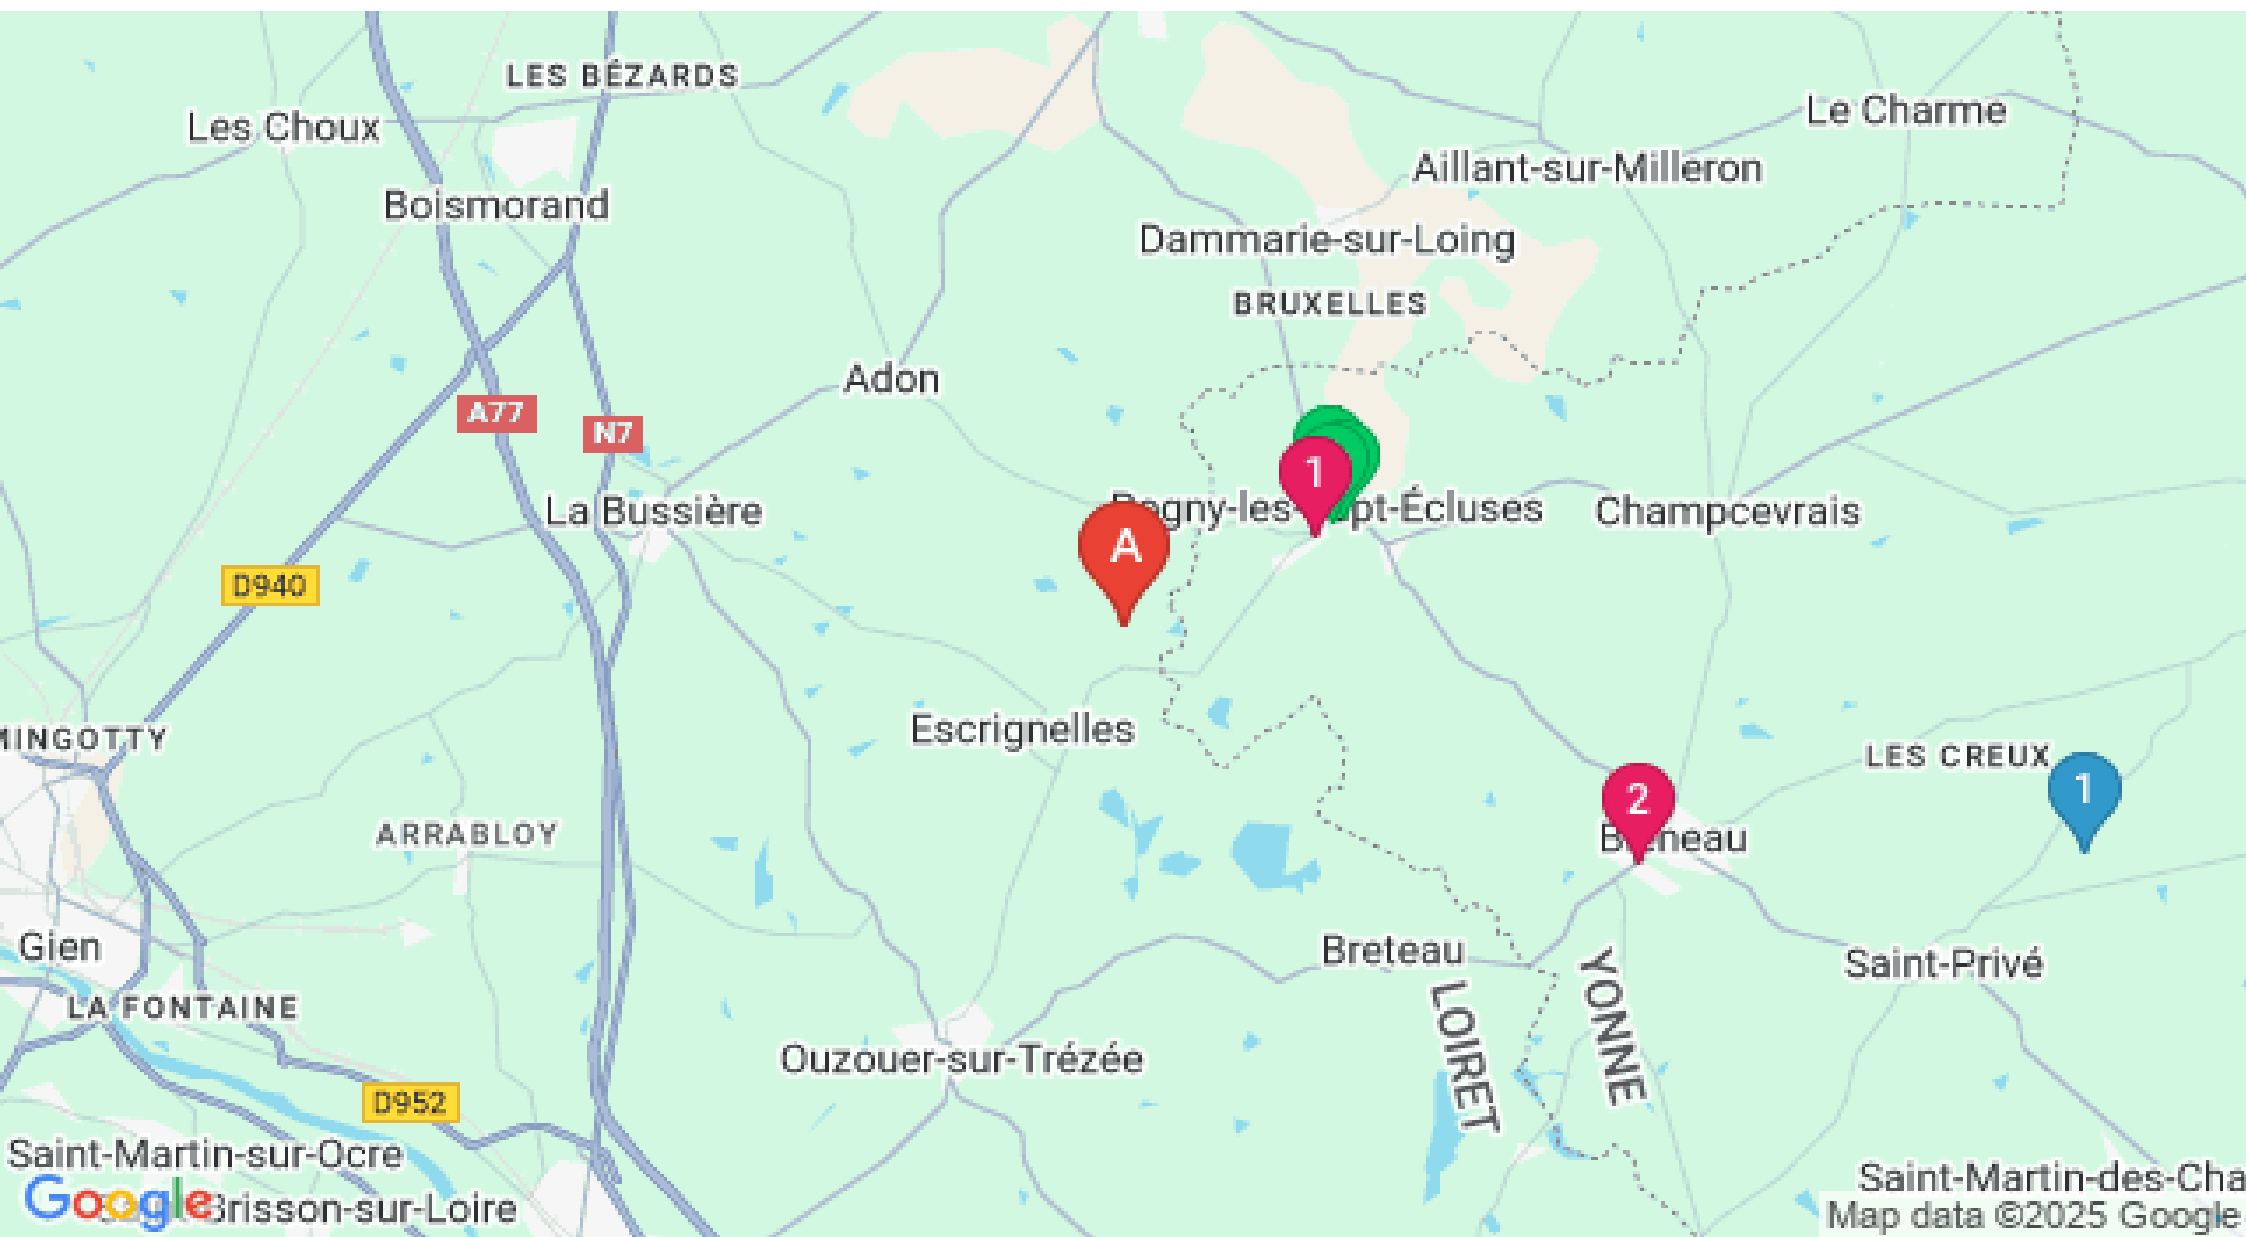 LES BÉZARDS
Le Charme
Les Choux
Aillant-sur-Milleron
Boismorand
Dammarie-sur-Loing
BRUXELLES
Adon
A77
N7
1
La Bussière
Champcevrais
A
D940
Escrignelles
MINGOTTY
LES CREUX
1
2
ARRABLOY
Gien
Breteau
Saint-Privé
YONNE
LOIRET
LA FONTAINE
Ouzouer-sur-Trézée
D952
Saint-Martin-sur-Ocre
Saint-Martin-des-Cha
Google
Brisson-sur-Loire
Map data ©2025 Google